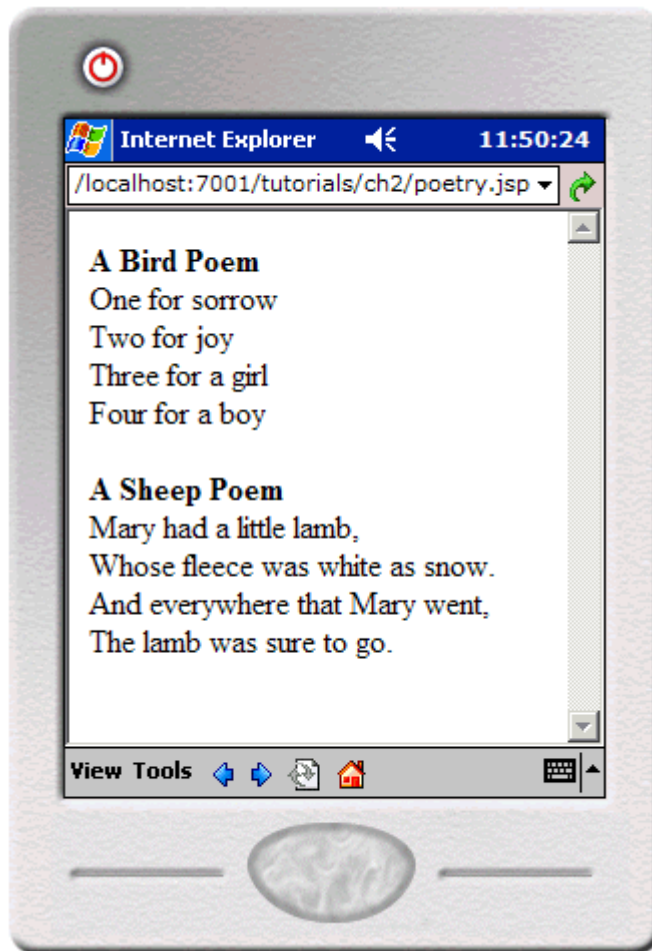 Internet Explorer 11:50:24
/localhost:7001/tutorials/ch2/poetry.jsp
A Bird Poem
One for sorrow
Two for joy
Three for a girl
Four for a boy
A Sheep Poem
Mary had a little lamb,
Whose fleece was white as snow.
And everywhere that Mary went,
The lamb was sure to go.
View Tools